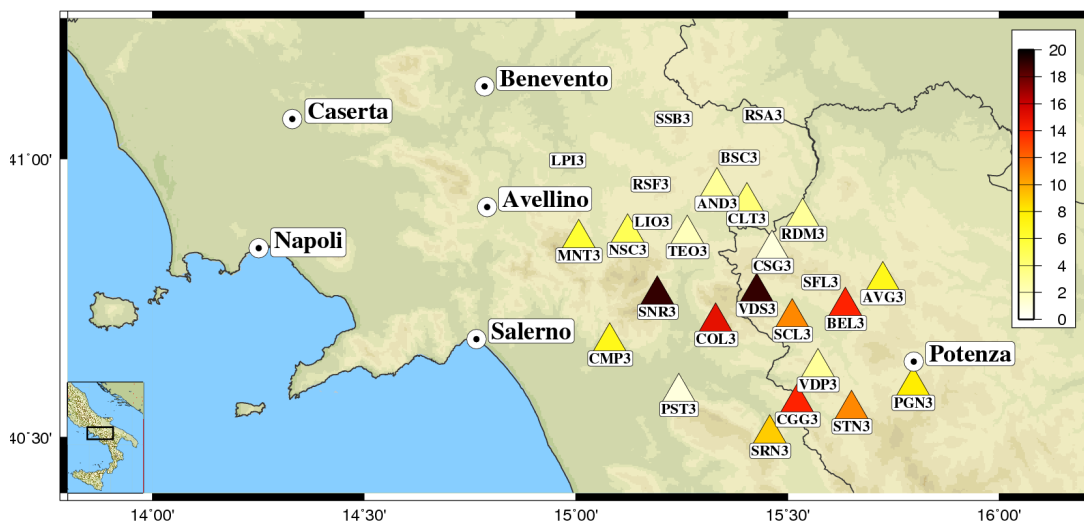 Benevento
Caserta
SSB3
RSA3
41°00'
LPI3
BSC3
RSF3
AND3
Avellino
LIO3
CLT3
RDM3
Napoli
MNT3
NSC3
TEO3
CSG3
SFL3
AVG3
SNR3
VDS3
BEL3
Salerno
COL3
SCL3
CMP3
Potenza
VDP3
PST3
CGG3
PGN3
STN3
40°30'
SRN3
14°00'
14°30'
15°00'
15°30'
16°00'
20
18
16
14
12
10
8
6
4
2
0